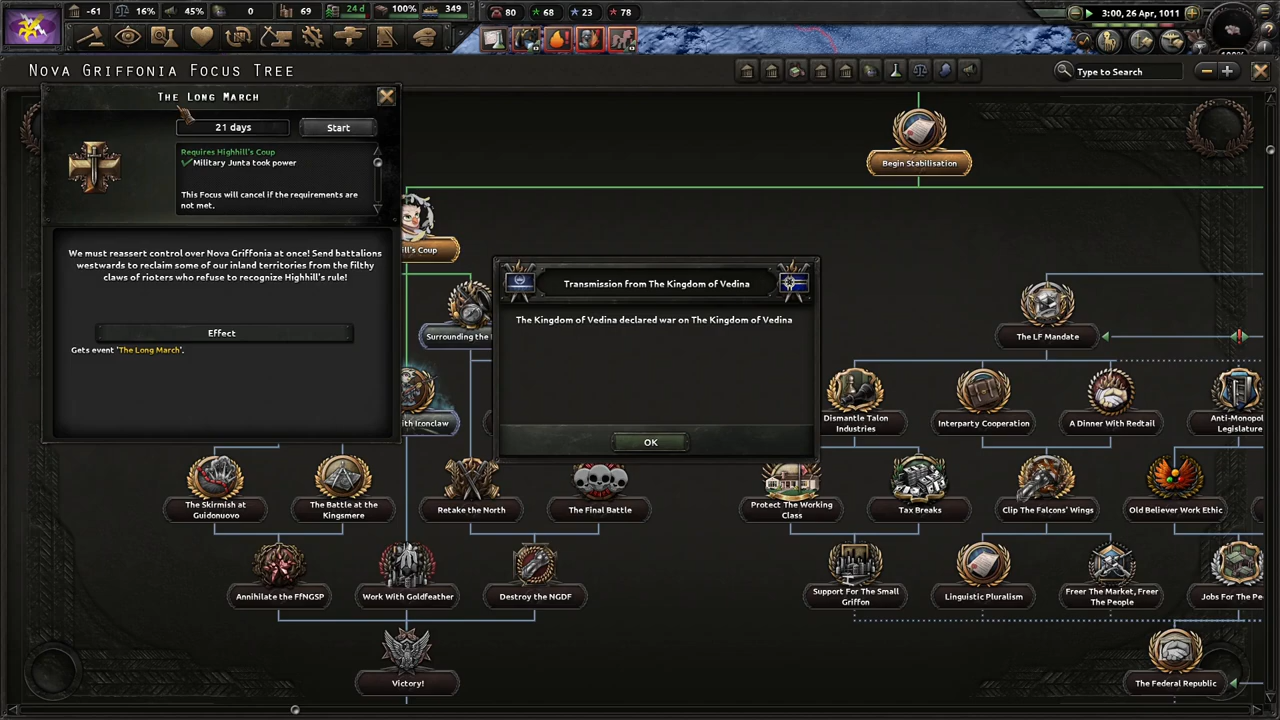 -61
16%
45%
0
69
24 d
100%
349
80
68
23
78
3:00, 26 Apr, 1011
Nova Griffonia Focus Tree
Type to Search
The Long March
21 days
Start
Requires Highhill's Coup
Military Junta took power
This Focus will cancel if the requirements are
not met.
We must reassert control over Nova Griffonia at once! Send battalions
westwards to reclaim some of our inland territories from the filthy
claws of rioters who refuse to recognize Highhill's rule!
Effect
Gets event 'The Long March'.
Begin Stabilisation
ill's Coup
Surrounding the
Transmission from The Kingdom of Vedina
The Kingdom of Vedina declared war on The Kingdom of Vedina
OK
The LF Mandate
ith Ironclaw
Dismantle Talon
Industries
Interparty Cooperation
A Dinner With Redtail
Anti-Monopol
Legislature
The Skirmish at
Guidonuovo
The Battle at the
Kingsmere
Retake the North
The Final Battle
Protect The Working
Class
Tax Breaks
Clip The Falcons' Wings
Old Believer Work Ethic
Annihilate the FfNGSP
Work With Goldfeather
Destroy the NGDF
Support For The Small
Griffon
Linguistic Pluralism
Freer The Market, Freer
The People
Jobs For The Pe
Victory!
The Federal Republic